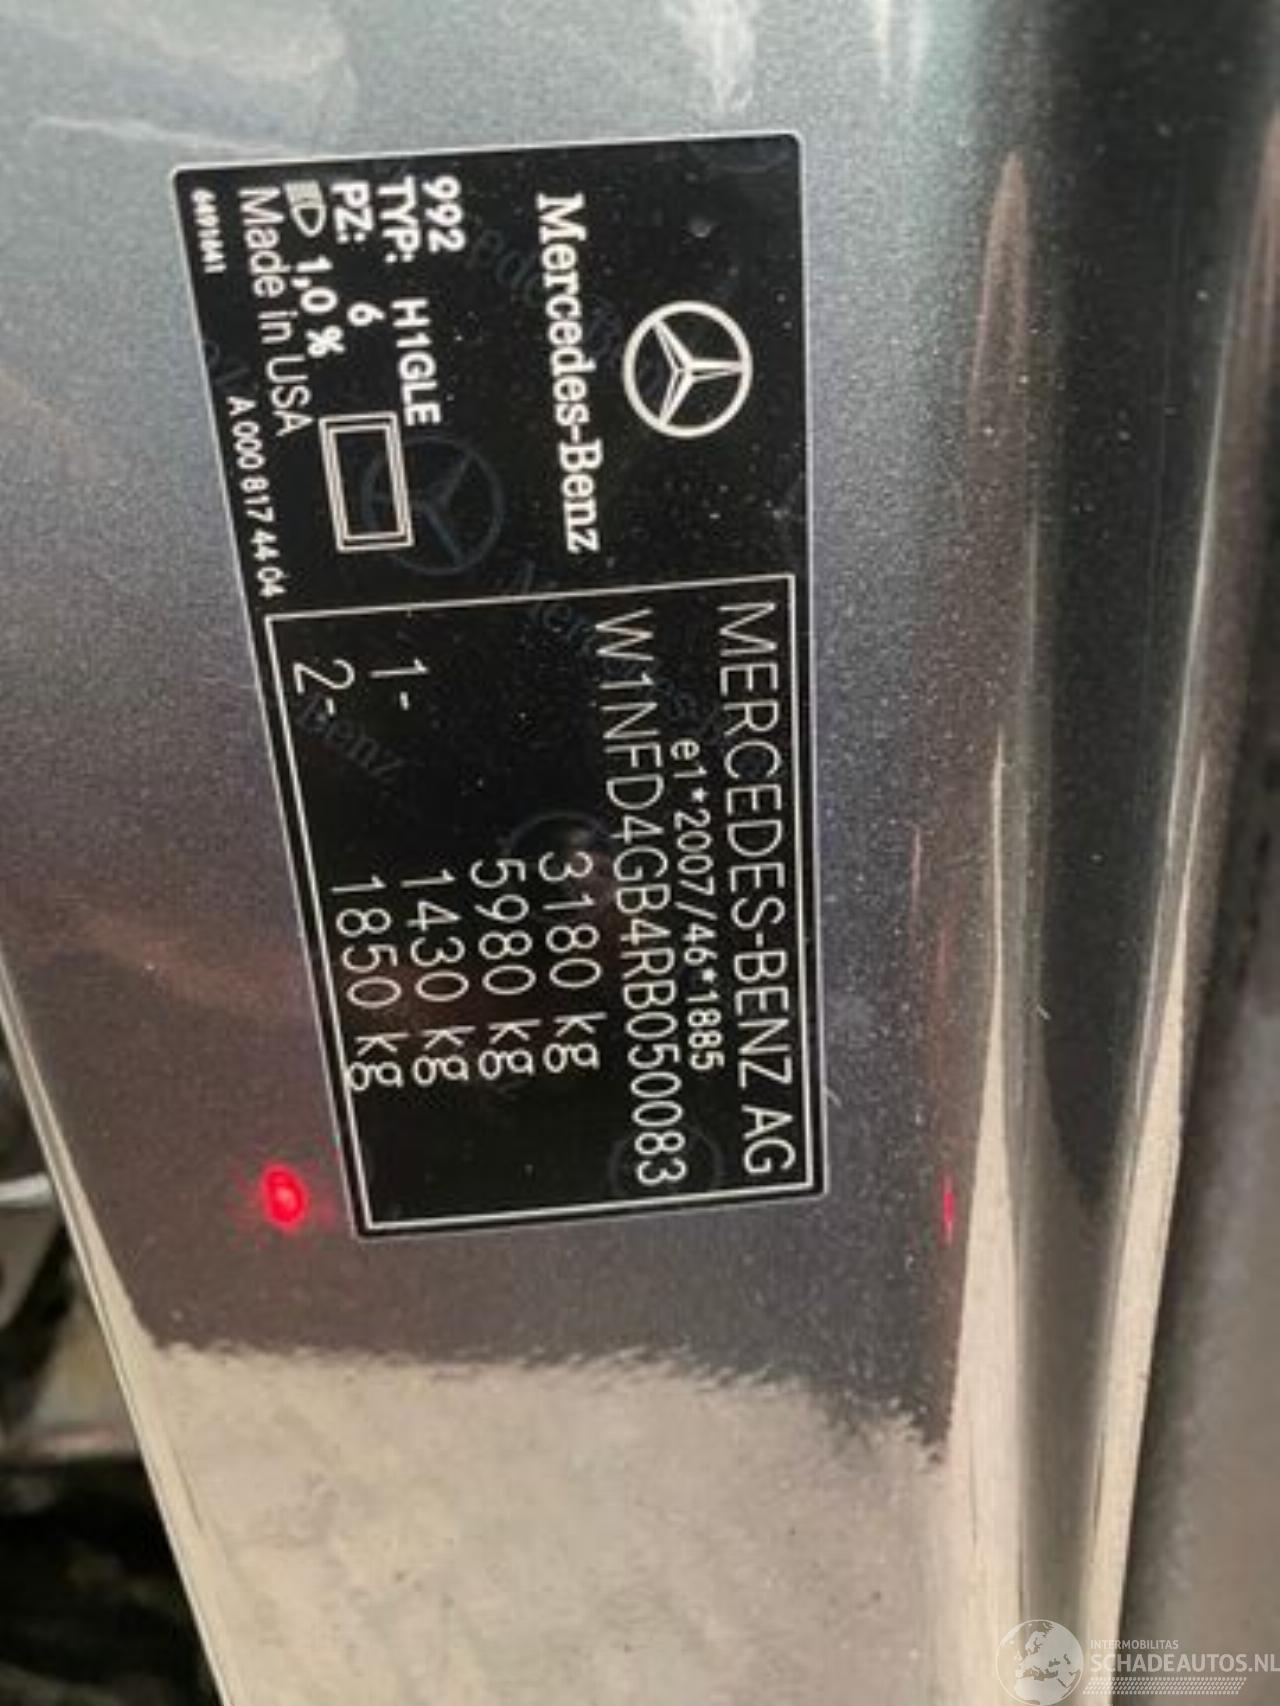 Mercedes-Benz
992
TYP: H1GLE
PZ: 6
1,0 %
Made in USA
6491641 A 000 817 44 04
MERCEDES-BENZ AG
e1*2007/46*1885
W1NFD4GB4RB050083
3180 kg
5980 kg
1- 1430 kg
2- 1850 kg
INTERMOBILITAS
SCHADEAUTOS.NL